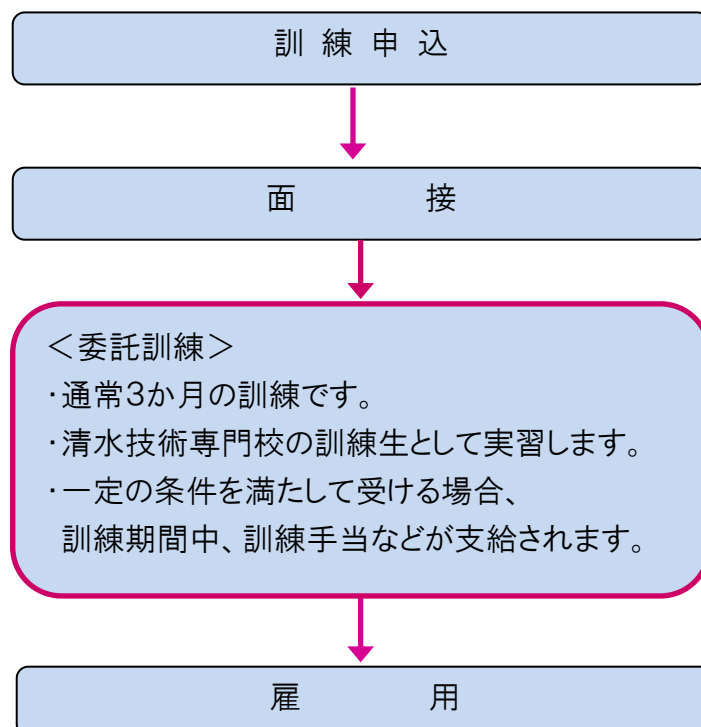 訓 練 申 込
面 接
＜委託訓練＞
・通常3か月の訓練です。
・清水技術専門校の訓練生として実習します。
・一定の条件を満たして受ける場合、
訓練期間中、訓練手当などが支給されます。
雇 用